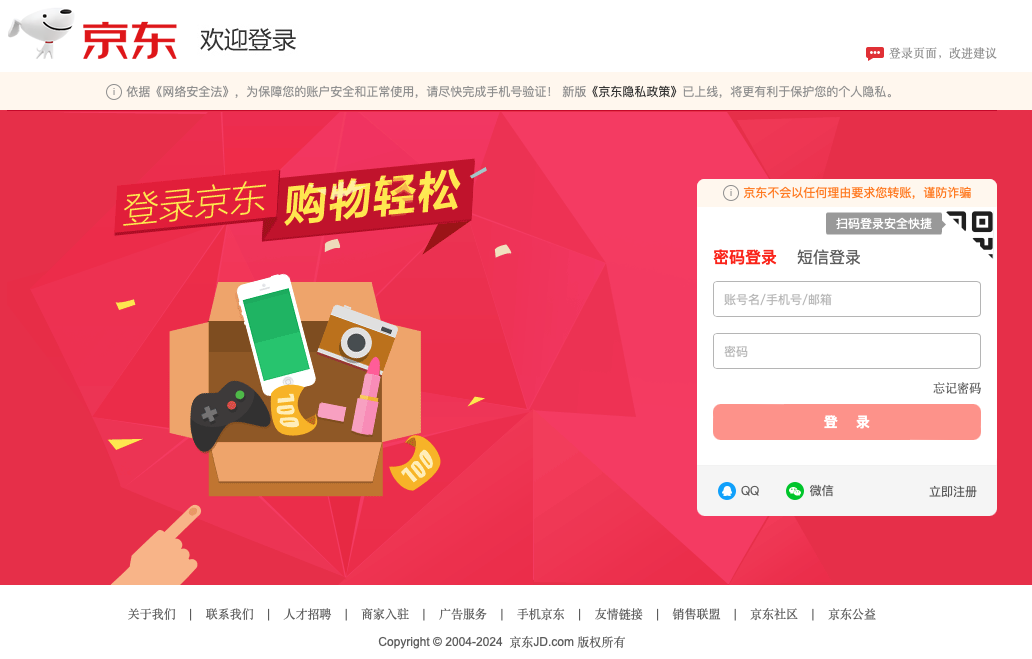 京东 欢迎登录
登录页面，改进建议
依据《网络安全法》，为保障您的账户安全和正常使用，请尽快完成手机号验证！ 新版《京东隐私政策》已上线，将更有利于保护您的个人隐私。
登录京东 购物轻松
京东不会以任何理由要求您转账，谨防诈骗
扫码登录安全快捷
密码登录 短信登录
账号名/手机号/邮箱
密码
忘记密码
登 录
100
100
QQ 微信 立即注册
关于我们 | 联系我们 | 人才招聘 | 商家入驻 | 广告服务 | 手机京东 | 友情链接 | 销售联盟 | 京东社区 | 京东公益
Copyright © 2004-2024 京东JD.com 版权所有